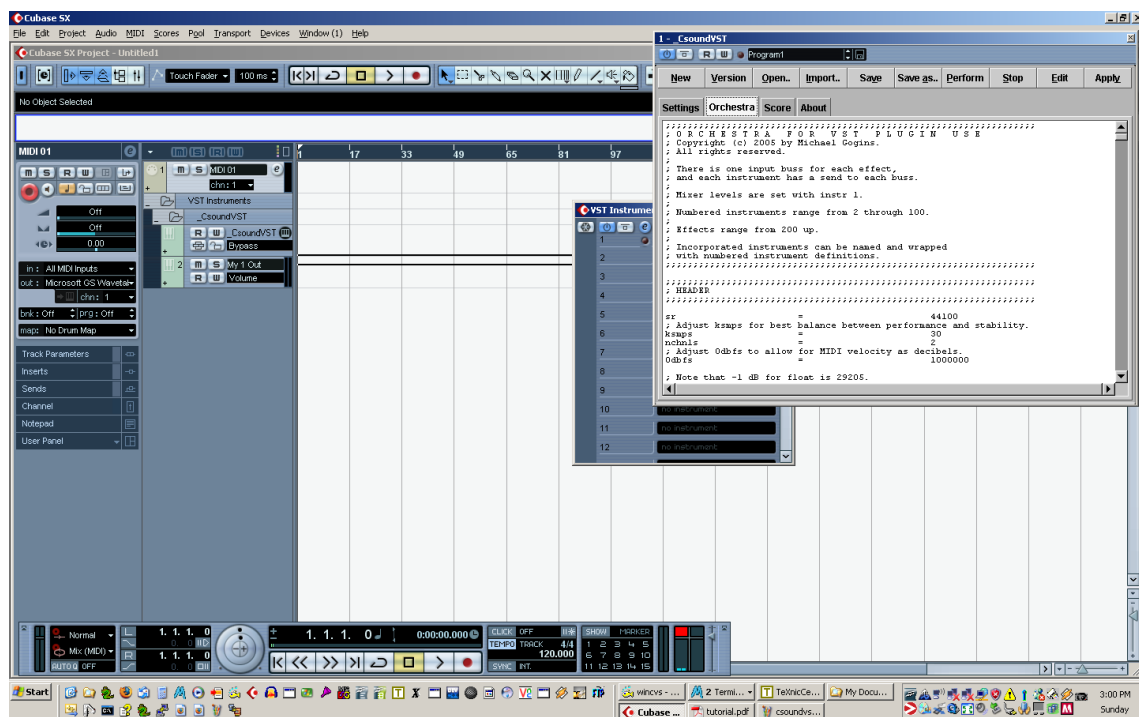 Cubase SX
File Edit Project Audio MIDI Scores Pool Transport Devices Window (1) Help
Cubase SX Project - Untitled1
Touch Fader 100 ms
No Object Selected
MIDI 01
M S R W
Off
Off
0.00
in : All MIDI Inputs
out : Microsoft GS Wavetabl
chn : 1
bnk : Off prg : Off
map: No Drum Map
Track Parameters
Inserts
Sends
Channel
Notepad
User Panel
1 M S MIDI 01
chn: 1
VST Instruments
_CsoundVST
R W _CsoundVST
Bypass
2 M S My 1 Out
R W Volume
1 17 33 49 65 81 97
VST Instrume
1
2
3
4
5
6
7
8
9
10 no instrument
11 no instrument
12 no instrument
1 - _CsoundVST
R W Program1
New Version Open.. Import.. Save Save as.. Perform Stop Edit Apply
Settings Orchestra Score About
; O R C H E S T R A F O R V S T P L U G I N U S E
; Copyright (c) 2005 by Michael Gogins.
; All rights reserved.
;
; There is one input buss for each effect,
; and each instrument has a send to each buss.
;
; Mixer levels are set with instr 1.
;
; Numbered instruments range from 2 through 100.
;
; Effects range from 200 up.
;
; Incorporated instruments can be named and wrapped
; with numbered instrument definitions.
; HEADER
sr = 44100
; Adjust ksmps for best balance between performance and stability.
ksmps = 30
nchnls = 2
; Adjust 0dbfs to allow for MIDI velocity as decibels.
0dbfs = 1000000
; Note that -1 dB for float is 29205.
Normal
Mix (MIDI)
AUTO Q OFF
L 1. 1. 1. 0
R 1. 1. 1. 0
1. 1. 1. 0 0:00:00.000
CLICK OFF
TEMPO TRACK 4/4
120.000
SYNC INT.
SHOW MARKER
1 2 3 4 5
6 7 8 9 10
11 12 13 14 15
Start
wincvs - ... 2 Termi... TeXnicCe... My Docu...
Cubase ... tutorial.pdf csoundvs...
3:00 PM
Sunday